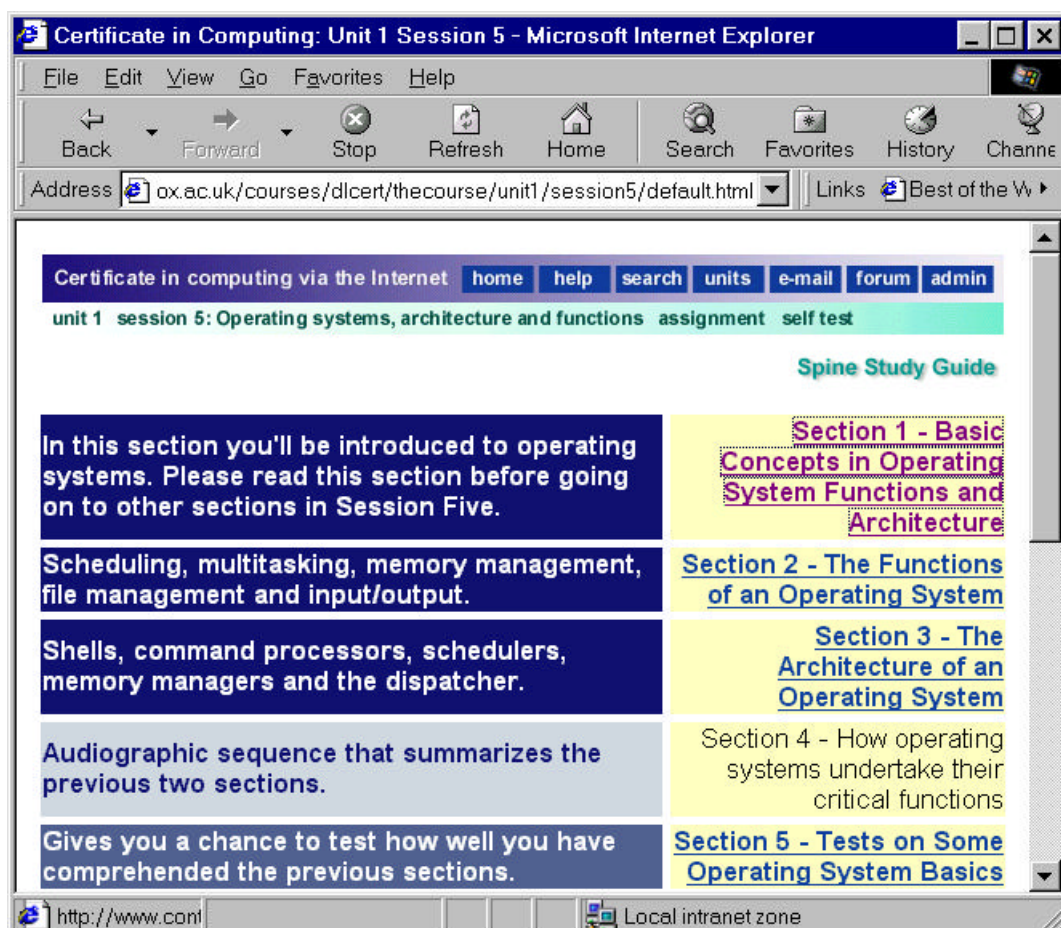 Certificate in Computing: Unit 1 Session 5 - Microsoft Internet Explorer
File Edit View Go Favorites Help
Back Forward Stop Refresh Home Search Favorites History Channe
Address ox.ac.uk/courses/dlcert/thecourse/unit1/session5/default.html Links Best of the W
Certificate in computing via the Internet home help search units e-mail forum admin
unit 1 session 5: Operating systems, architecture and functions assignment self test
Spine Study Guide
In this section you'll be introduced to operating
systems. Please read this section before going
on to other sections in Session Five.
Section 1 - Basic
Concepts in Operating
System Functions and
Architecture
Scheduling, multitasking, memory management,
file management and input/output.
Section 2 - The Functions
of an Operating System
Shells, command processors, schedulers,
memory managers and the dispatcher.
Section 3 - The
Architecture of an
Operating System
Audiographic sequence that summarizes the
previous two sections.
Section 4 - How operating
systems undertake their
critical functions
Gives you a chance to test how well you have
comprehended the previous sections.
Section 5 - Tests on Some
Operating System Basics
http://www.cont Local intranet zone